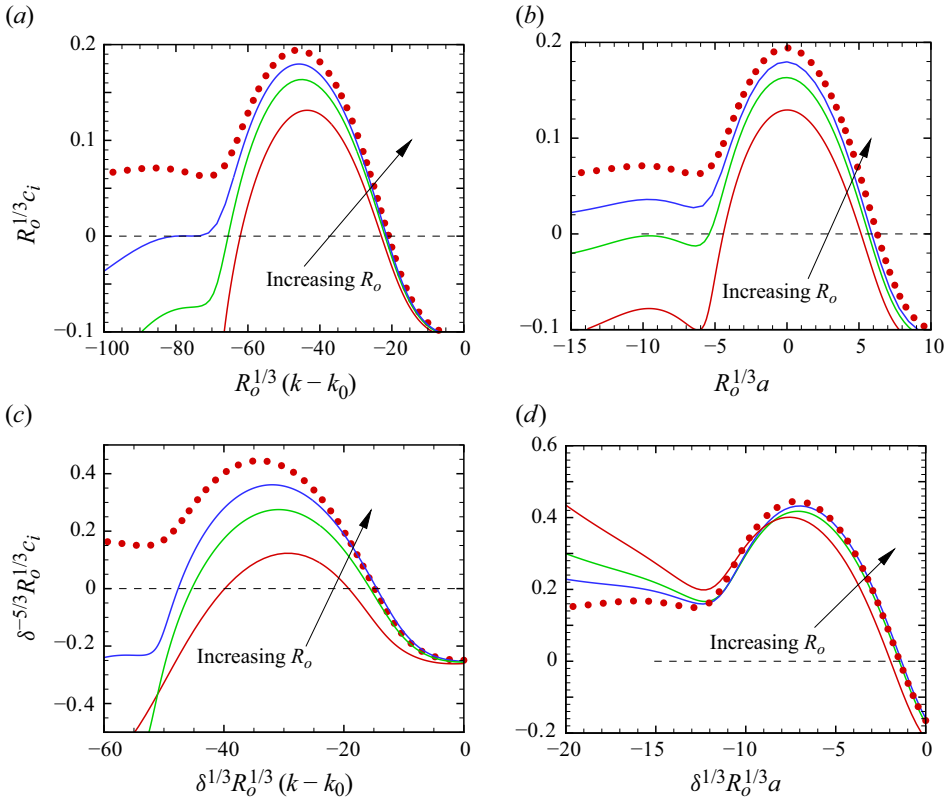 (a)
0.2
0.1
0
−0.1
R_o^{1/3}c_i
Increasing R_o
−100
−80
−60
−40
−20
0
R_o^{1/3} (k − k_0)
(b)
0.2
0.1
0
−0.1
Increasing R_o
−15
−10
−5
0
5
10
R_o^{1/3}a
(c)
0.4
0.2
0
−0.2
−0.4
δ^{−5/3}R_o^{1/3}c_i
Increasing R_o
−60
−40
−20
0
δ^{1/3}R_o^{1/3} (k − k_0)
(d)
0.6
0.4
0.2
0
−0.2
Increasing R_o
−20
−15
−10
−5
0
δ^{1/3}R_o^{1/3}a